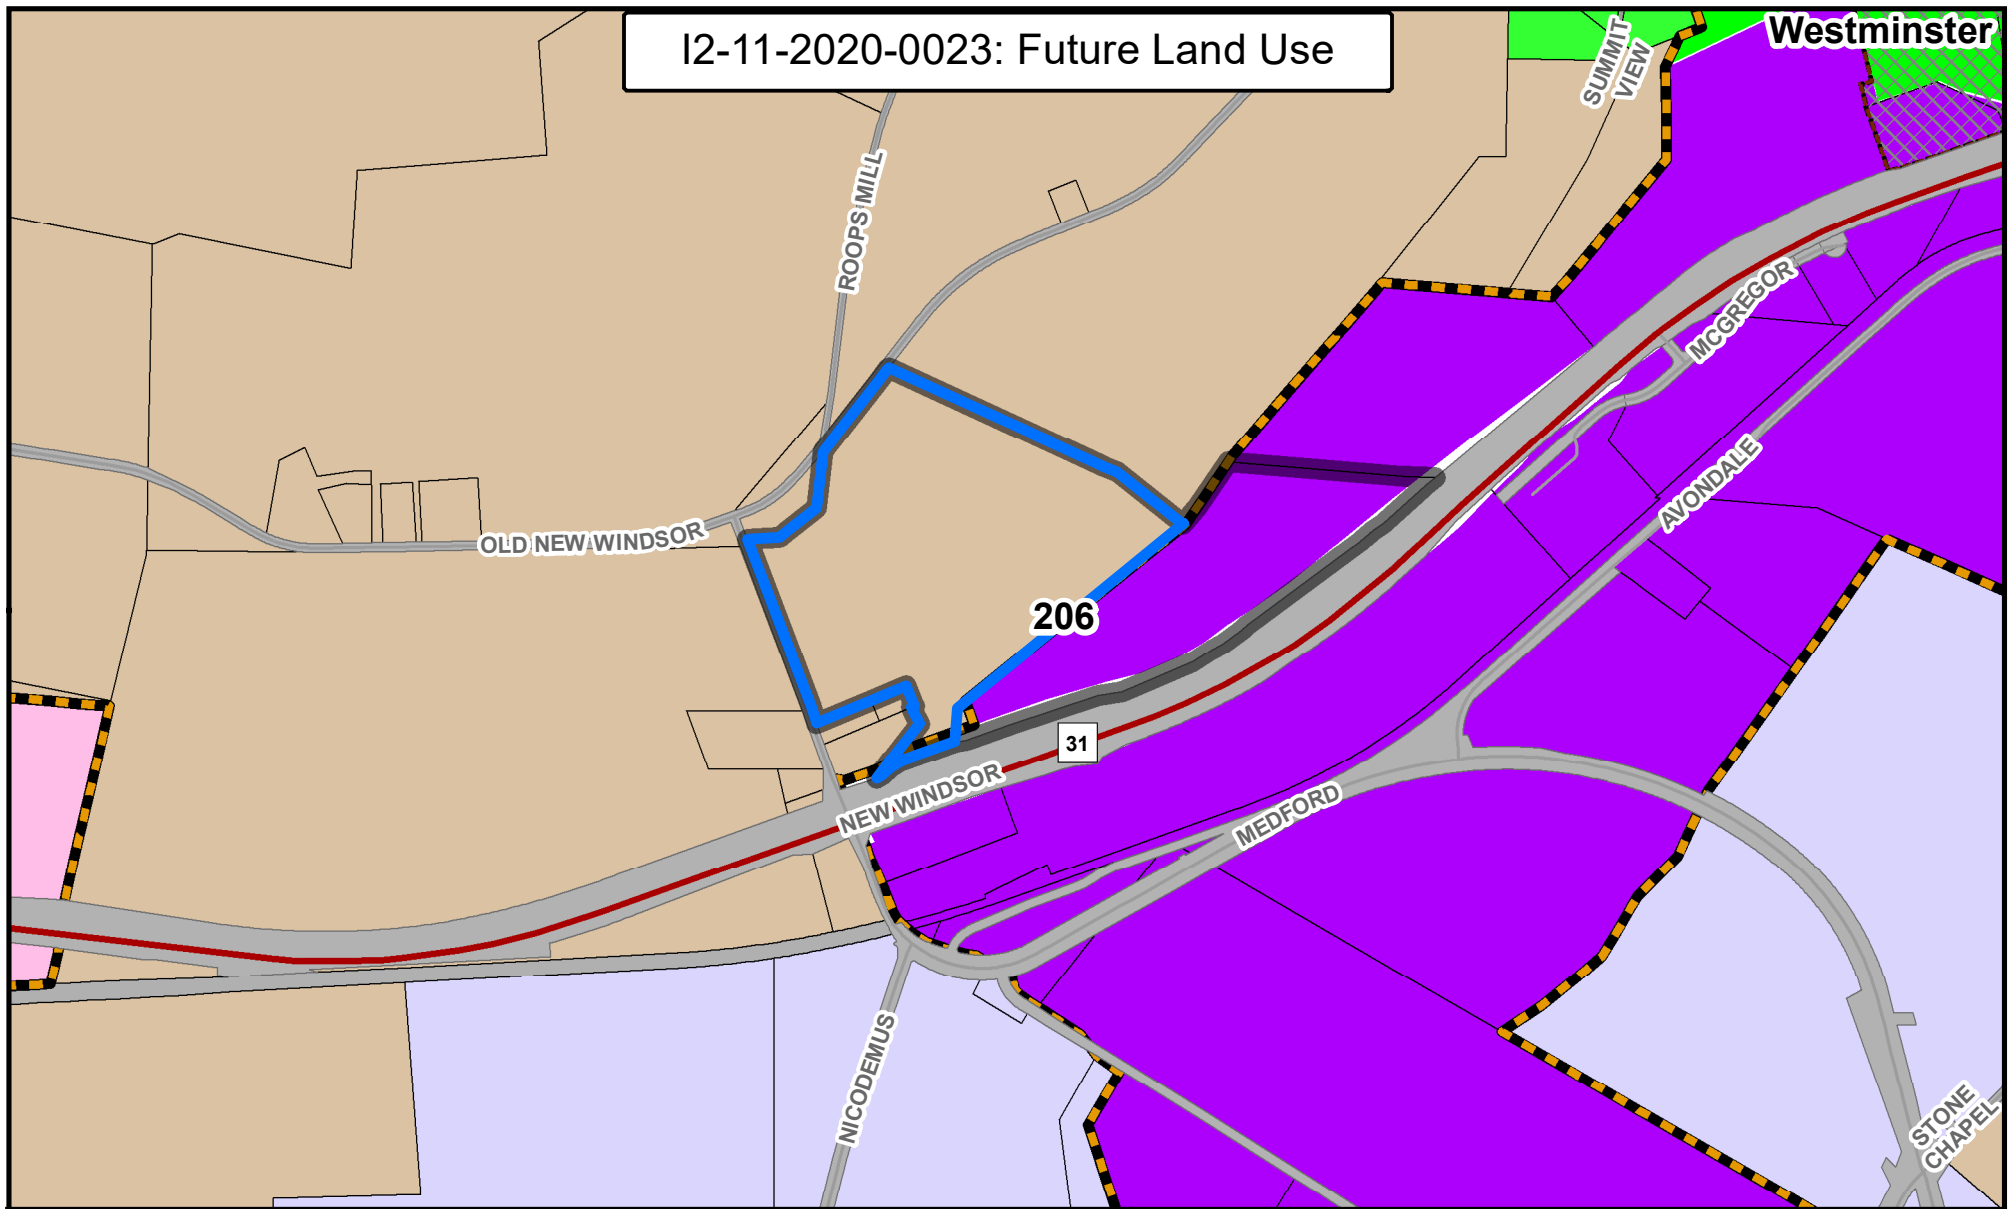 I2-11-2020-0023: Future Land Use
Westminster
SUMMIT
VIEW
ROOPS MILL
MCGREGOR
AVONDALE
OLD NEW WINDSOR
206
31
NEW WINDSOR
MEDFORD
NICODEMUS
STONE
CHAPEL